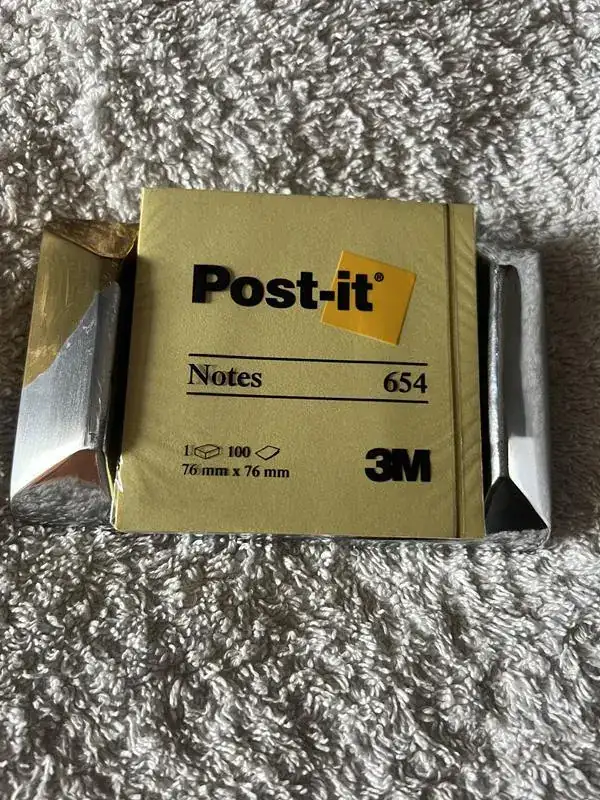 Post-it®
Notes 654
1 100
76 mm x 76 mm
3M